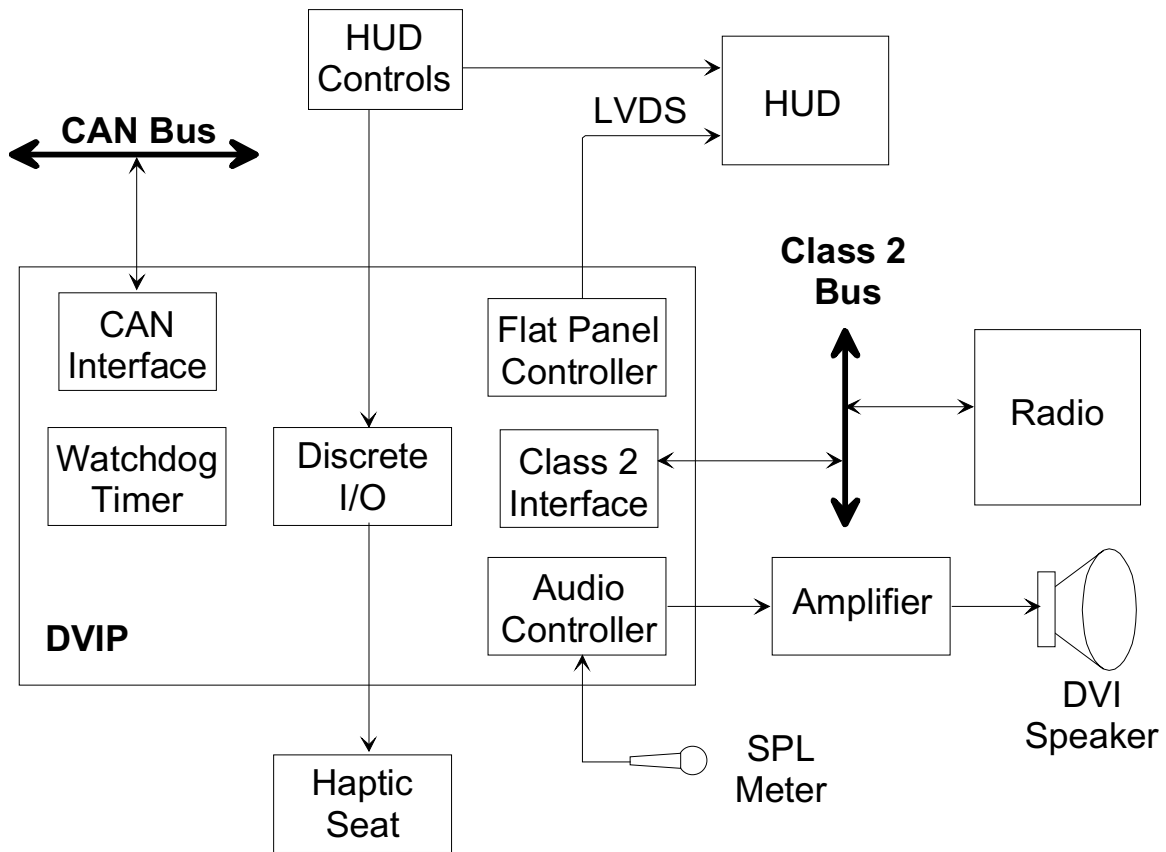 HUD
Controls
HUD
LVDS
CAN Bus
Class 2
Bus
CAN
Interface
Flat Panel
Controller
Radio
Watchdog
Timer
Discrete
I/O
Class 2
Interface
Audio
Controller
Amplifier
DVIP
DVI
Speaker
SPL
Meter
Haptic
Seat